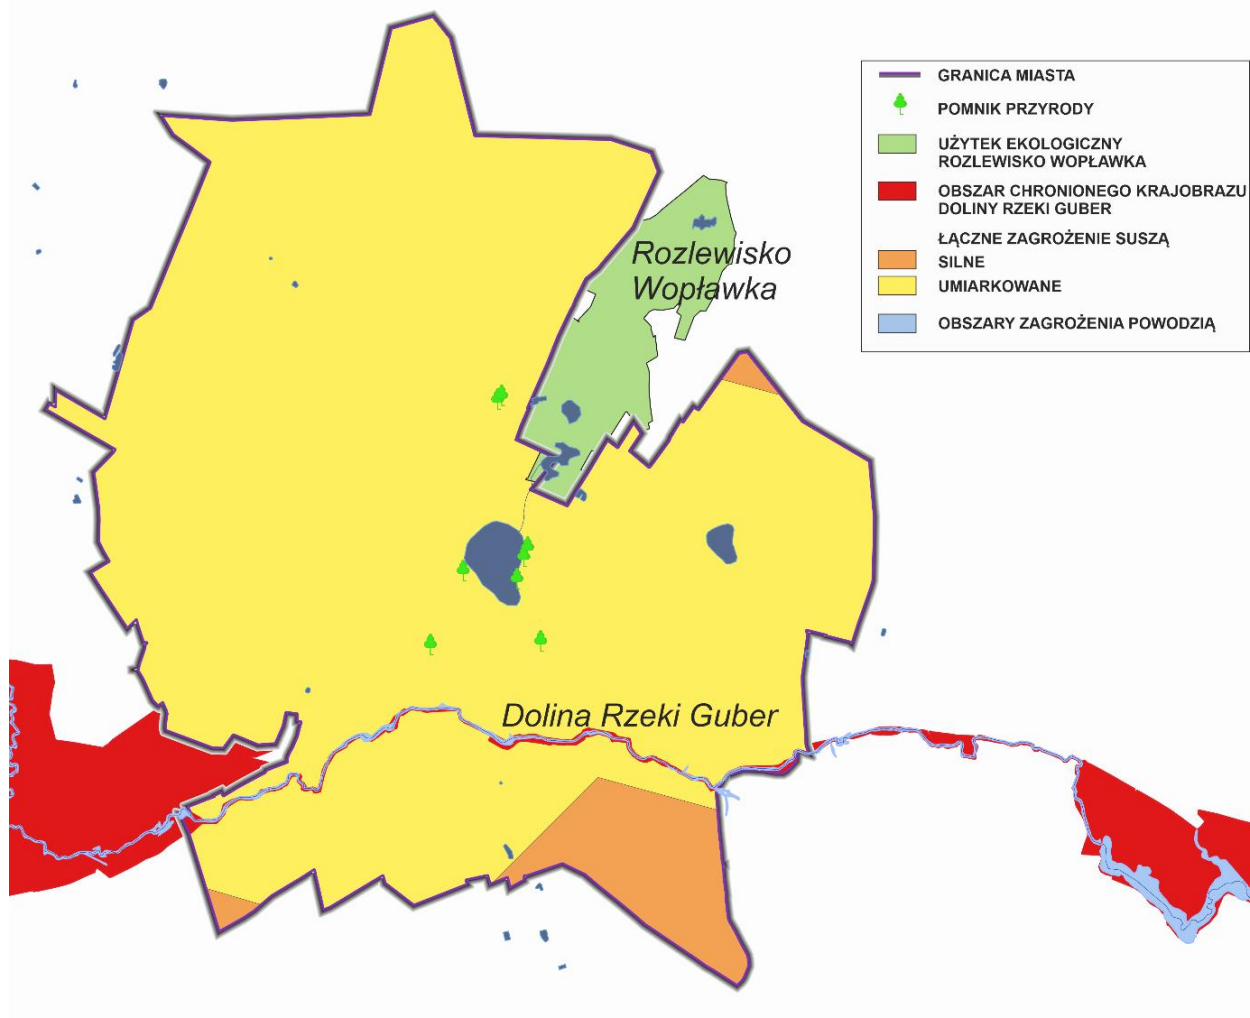 GRANICA MIASTA
POMNIK PRZYRODY
UŻYTEK EKOLOGICZNY
ROZLEWISKO WOPŁAWKA
OBSZAR CHRONIONEGO KRAJOBRAZU
DOLINY RZEKI GUBER
ŁĄCZNE ZAGROŻENIE SUSZĄ
SILNE
UMIARKOWANE
OBSZARY ZAGROŻENIA POWODZIĄ
Rozlewisko
Wopławka
Dolina Rzeki Guber